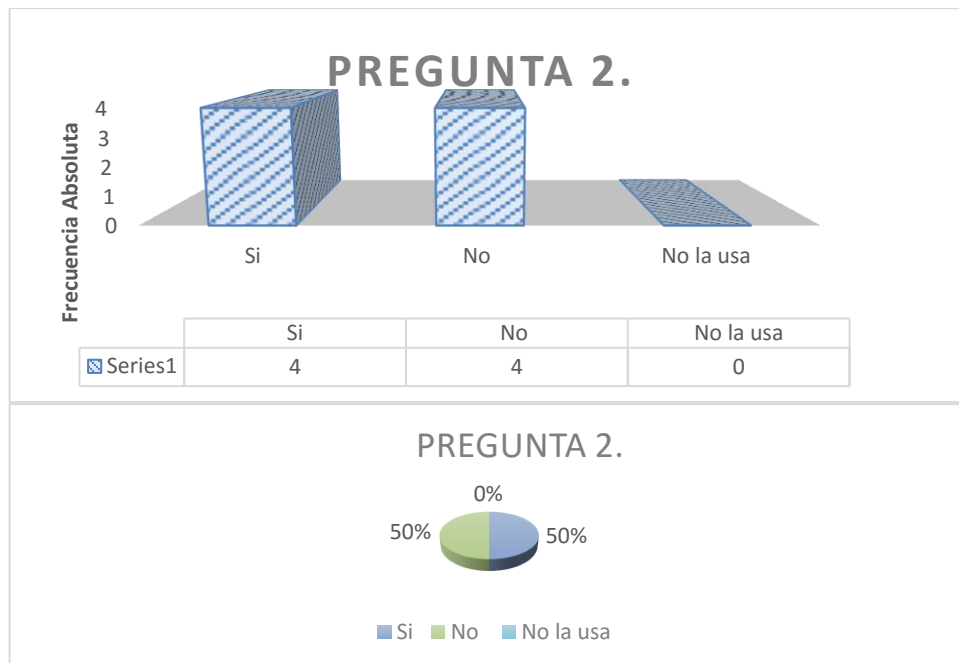 PREGUNTA 2.
Frecuencia Absoluta
4
3
2
1
0
Si No No la usa
Si No No la usa
Series1 4 4 0
PREGUNTA 2.
0%
50% 50%
Si No No la usa